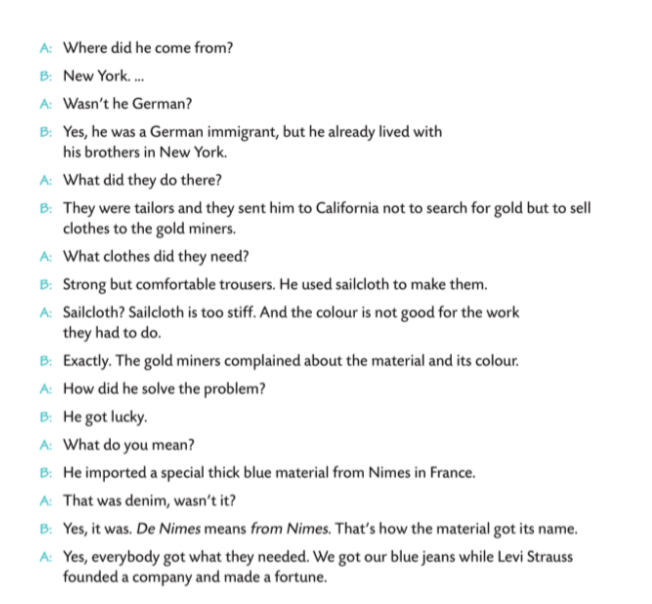 A: Where did he come from?
B: New York. ...
A: Wasn't he German?
B: Yes, he was a German immigrant, but he already lived with
his brothers in New York.
A: What did they do there?
B: They were tailors and they sent him to California not to search for gold but to sell
clothes to the gold miners.
A: What clothes did they need?
B: Strong but comfortable trousers. He used sailcloth to make them.
A: Sailcloth? Sailcloth is too stiff. And the colour is not good for the work
they had to do.
B: Exactly. The gold miners complained about the material and its colour.
A: How did he solve the problem?
B: He got lucky.
A: What do you mean?
B: He imported a special thick blue material from Nimes in France.
A: That was denim, wasn't it?
B: Yes, it was. De Nimes means from Nimes. That's how the material got its name.
A: Yes, everybody got what they needed. We got our blue jeans while Levi Strauss
founded a company and made a fortune.